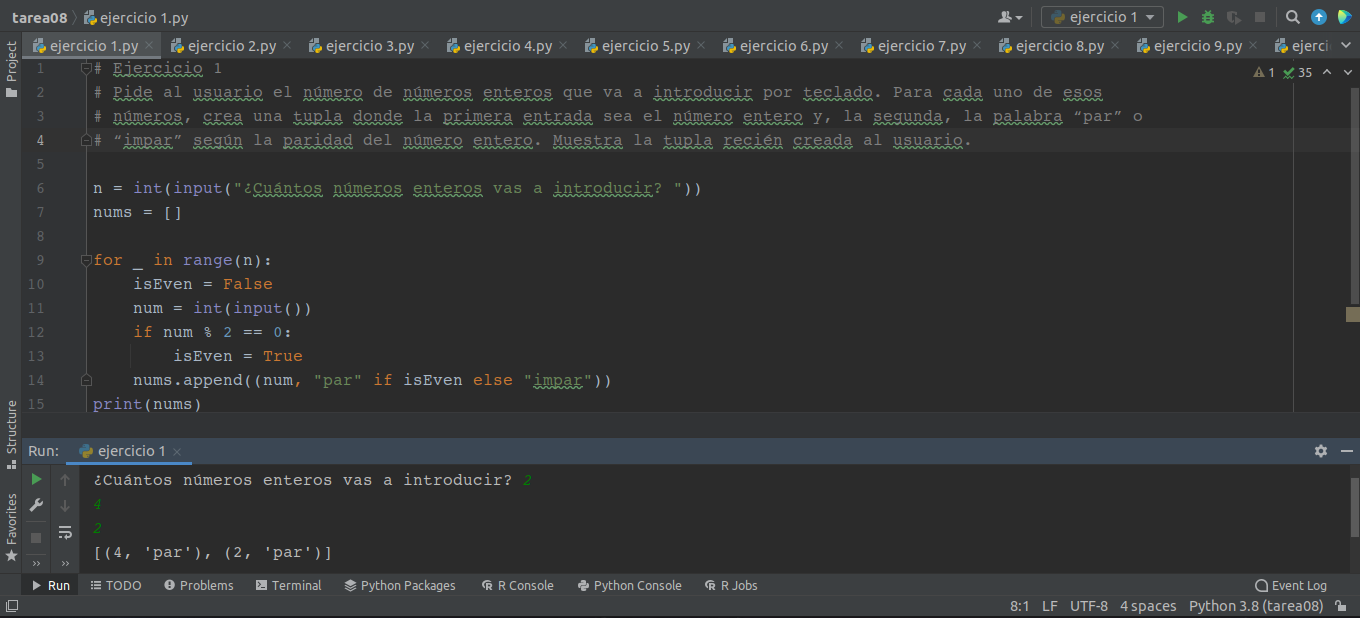 tarea08 ejercicio 1.py
ejercicio 1
Project
ejercicio 1.py ejercicio 2.py ejercicio 3.py ejercicio 4.py ejercicio 5.py ejercicio 6.py ejercicio 7.py ejercicio 8.py ejercicio 9.py ejerci
1 35
1 # Ejercicio 1
2 # Pide al usuario el número de números enteros que va a introducir por teclado. Para cada uno de esos
3 # números, crea una tupla donde la primera entrada sea el número entero y, la segunda, la palabra “par” o
4 # “impar” según la paridad del número entero. Muestra la tupla recién creada al usuario.
5
6 n = int(input("¿Cuántos números enteros vas a introducir? "))
7 nums = []
8
9 for _ in range(n):
10 isEven = False
11 num = int(input())
12 if num % 2 == 0:
13 isEven = True
14 nums.append((num, "par" if isEven else "impar"))
15 print(nums)
Structure
Favorites
Run: ejercicio 1
¿Cuántos números enteros vas a introducir? 2
4
2
[(4, 'par'), (2, 'par')]
Run TODO Problems Terminal Python Packages R Console Python Console R Jobs Event Log
8:1 LF UTF-8 4 spaces Python 3.8 (tarea08)